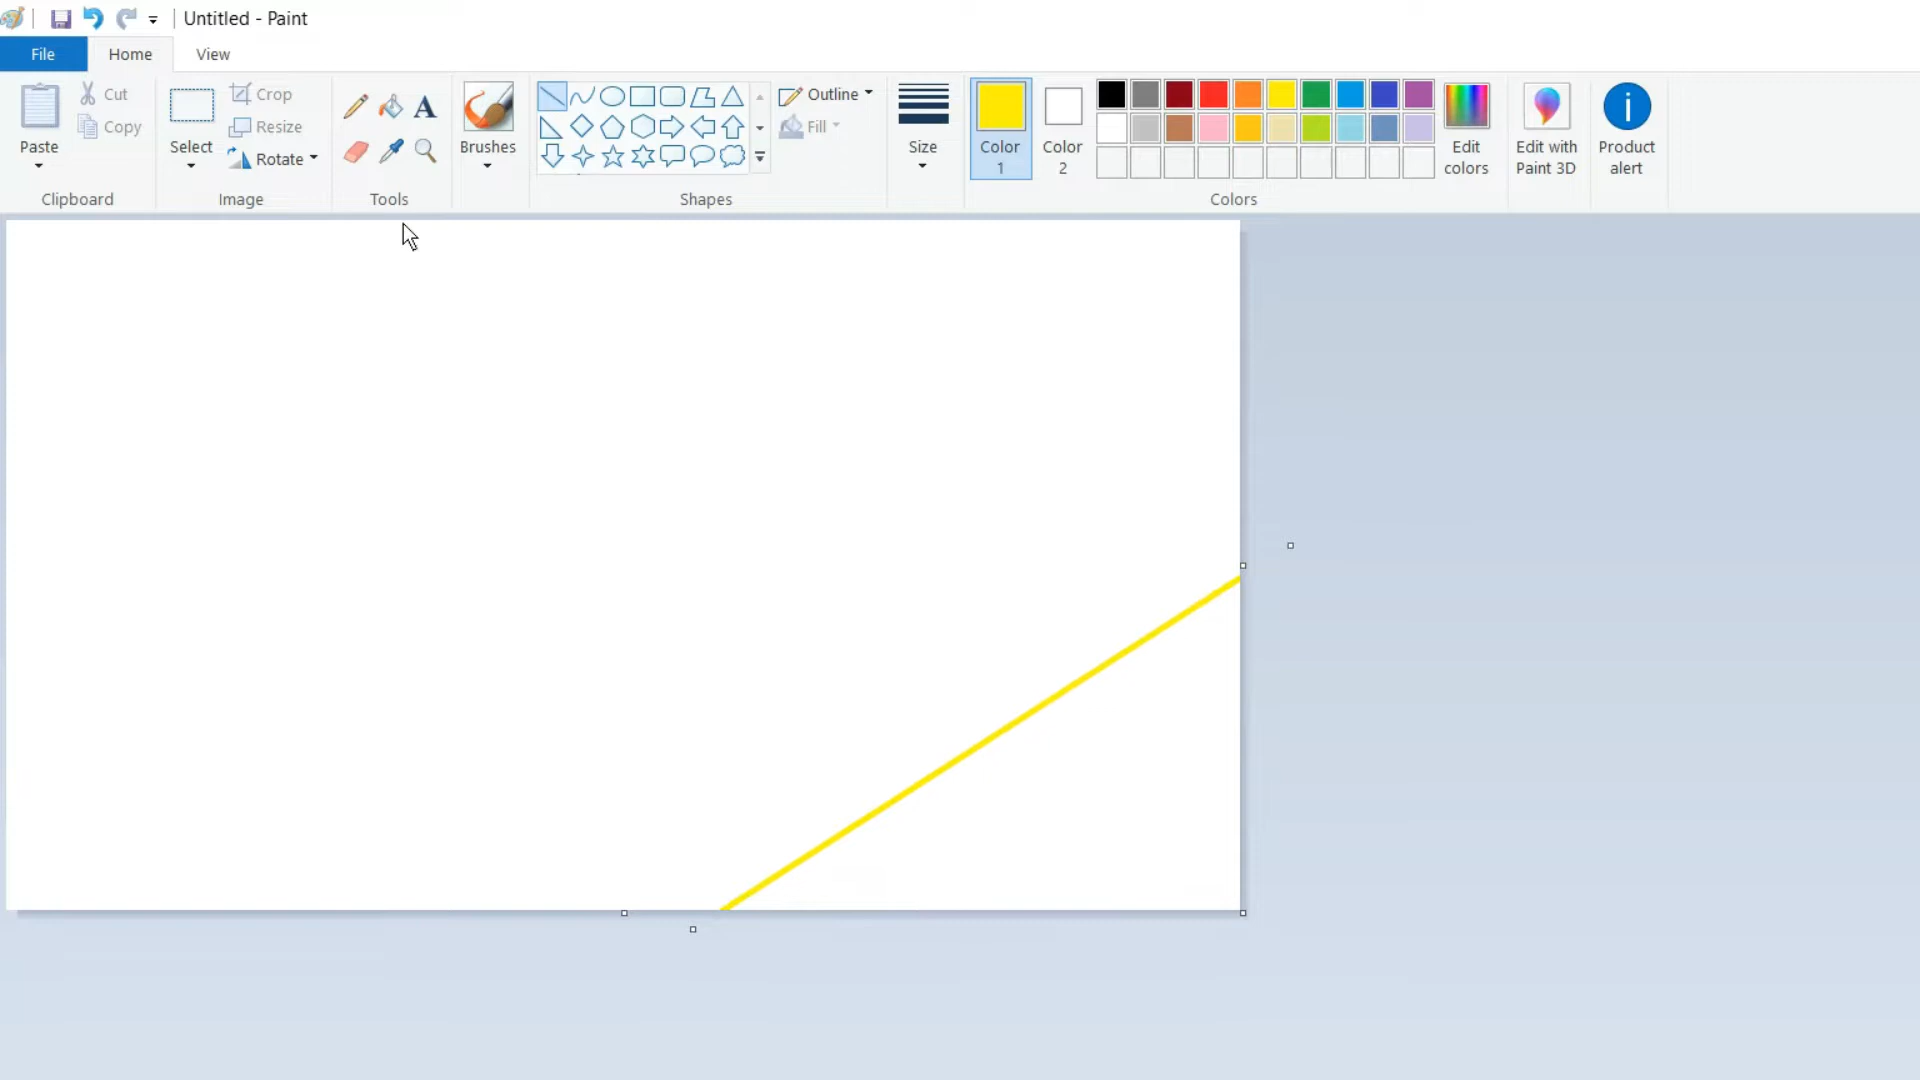 Untitled - Paint
File Home View
Paste
Cut
Copy
Clipboard
Select
Crop
Resize
Rotate
Image
A
Tools
Brushes
Shapes
Outline
Fill
Size
Color
1
Color
2
Colors
Edit
colors
Edit with
Paint 3D
Product
alert